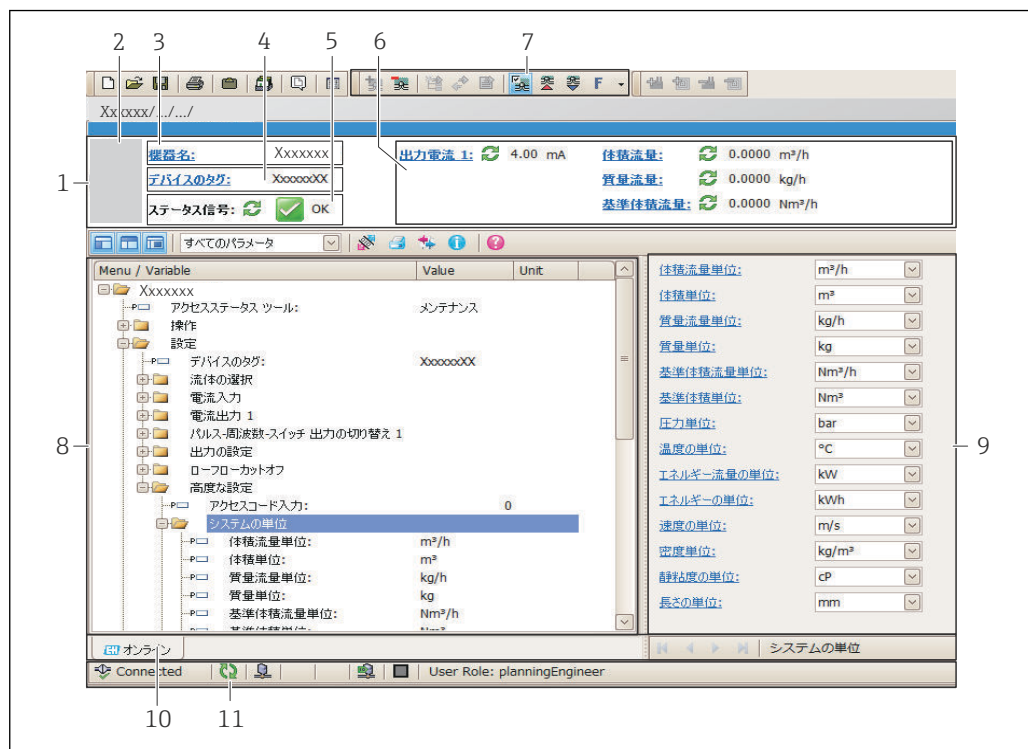 2 3 4 5 6 7
F
Xxxxxx/../../
1
機器名: Xxxxxxx
デバイスのタグ: XxxxxxXX
ステータス信号: OK
出力電流 1: 4.00 mA
体積流量: 0.0000 m³/h
質量流量: 0.0000 kg/h
基準体積流量: 0.0000 Nm³/h
すべてのパラメータ
Menu / Variable Value Unit
Xxxxxxx
アクセスステータス ツール: メンテナンス
操作
設定
デバイスのタグ: XxxxxxXX
流体の選択
電流入力
電流出力 1
パルス-周波数-スイッチ 出力の切り替え 1
8
出力の設定
ローフローカットオフ
高度な設定
アクセスコード入力: 0
システムの単位
体積流量単位: m³/h
体積単位: m³
質量流量単位: kg/h
質量単位: kg
基準体積流量単位: Nm³/h
基準体積単位: Nm³
体積流量単位: m³/h
体積単位: m³
質量流量単位: kg/h
質量単位: kg
基準体積流量単位: Nm³/h
基準体積単位: Nm³
圧力単位: bar
温度の単位: °C
9
エネルギー流量の単位: kW
エネルギーの単位: kWh
速度の単位: m/s
密度単位: kg/m³
静粘度の単位: cP
長さの単位: mm
オンライン
システムの単位
Connected
User Role: planningEngineer
10 11